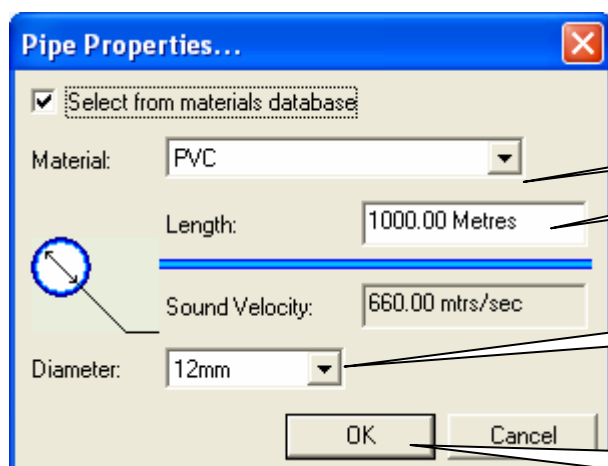 Pipe Properties...
Select from materials database
Material: PVC
Length: 1000.00 Metres
Sound Velocity: 660.00 mtrs/sec
Diameter: 12mm
OK Cancel